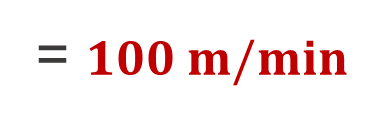 = 100 m/min